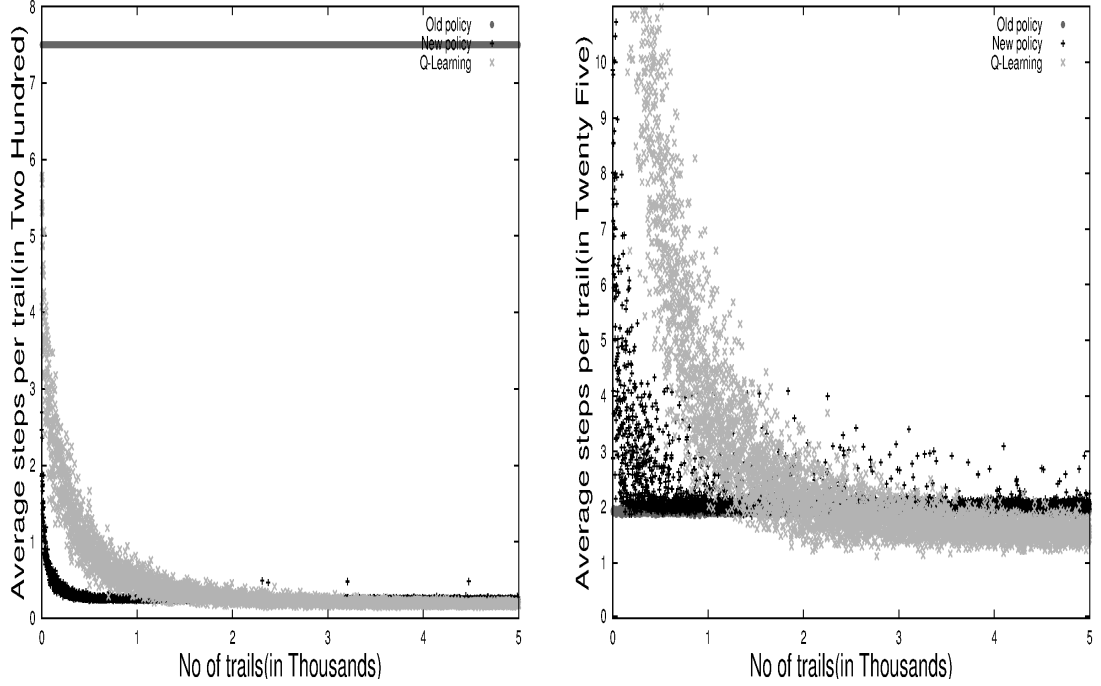 Average steps per trail(in Two Hundred)
8
7
6
5
4
3
2
1
0
0 1 2 3 4 5
No of trails(in Thousands)
Old policy
New policy
Q-Learning
Average steps per trail(in Twenty Five)
10
9
8
7
6
5
4
3
2
1
0
0 1 2 3 4 5
No of trails(in Thousands)
Old policy
New policy
Q-Learning